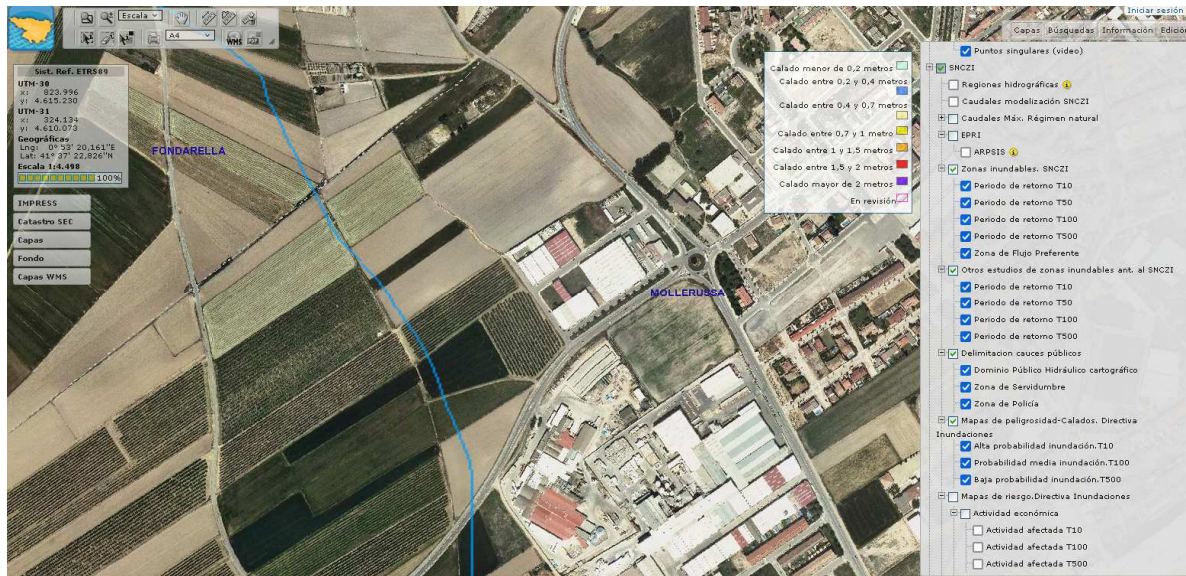 Iniciar sesión
Escala
A4
WMS
Capas Búsquedas Información Edició
Sist. Ref. ETRS89
UTM-30
x: 823.996
y: 4.615.230
UTM-31
x: 324.134
y: 4.610.073
Geográficas
Lng: 0º 53' 20,161"E
Lat: 41º 37' 22,826"N
Escala 1:4.498
100%
IMPRESS
Catastro SEC
Capas
Fondo
Capas WMS
FONDARELLA
MOLLERUSSA
Calado menor de 0,2 metros
Calado entre 0,2 y 0,4 metros
Calado entre 0,4 y 0,7 metros
Calado entre 0,7 y 1 metro
Calado entre 1 y 1,5 metros
Calado entre 1,5 y 2 metros
Calado mayor de 2 metros
En revisión
Puntos singulares (video)
SNCZI
Regiones hidrográficas
Caudales modelización SNCZI
Caudales Máx. Régimen natural
EPRI
ARPSIS
Zonas inundables. SNCZI
Periodo de retorno T10
Periodo de retorno T50
Periodo de retorno T100
Periodo de retorno T500
Zona de Flujo Preferente
Otros estudios de zonas inundables ant. al SNCZI
Periodo de retorno T10
Periodo de retorno T50
Periodo de retorno T100
Periodo de retorno T500
Delimitacion cauces públicos
Dominio Público Hidráulico cartográfico
Zona de Servidumbre
Zona de Policía
Mapas de peligrosidad-Calados. Directiva
Inundaciones
Alta probabilidad inundación.T10
Probabilidad media inundación.T100
Baja probabilidad inundación.T500
Mapas de riesgo.Directiva Inundaciones
Actividad económica
Actividad afectada T10
Actividad afectada T100
Actividad afectada T500